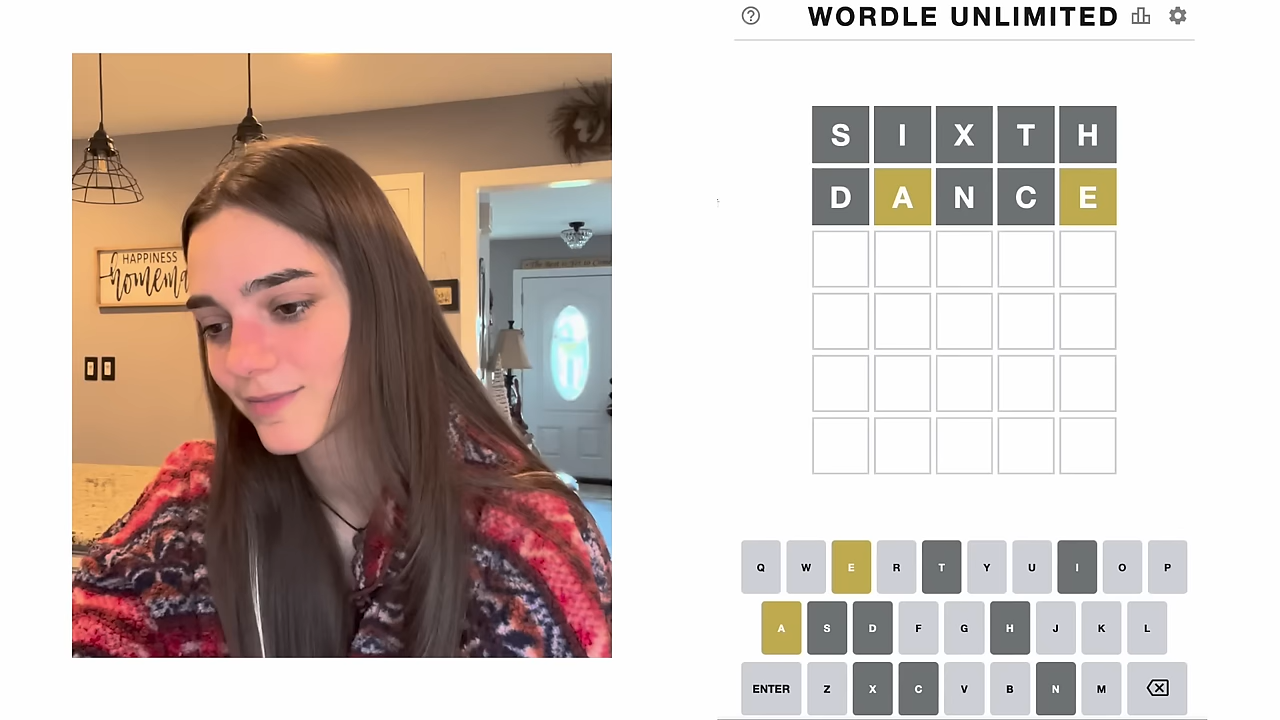 WORDLE UNLIMITED
HAPPINESS
homema
S I X T H
D A N C E
Q W E R T Y U I O P
A S D F G H J K L
ENTER Z X C V B N M